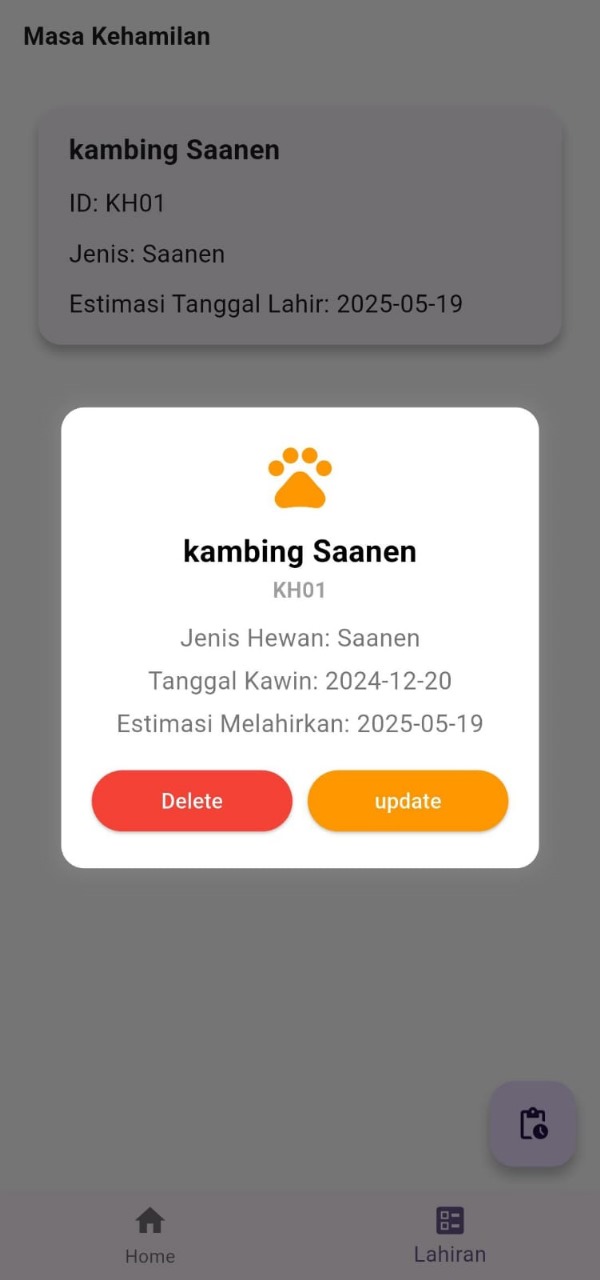 Masa Kehamilan
kambing Saanen
ID: KH01
Jenis: Saanen
Estimasi Tanggal Lahir: 2025-05-19
kambing Saanen
KH01
Jenis Hewan: Saanen
Tanggal Kawin: 2024-12-20
Estimasi Melahirkan: 2025-05-19
Delete
update
Home
Lahiran